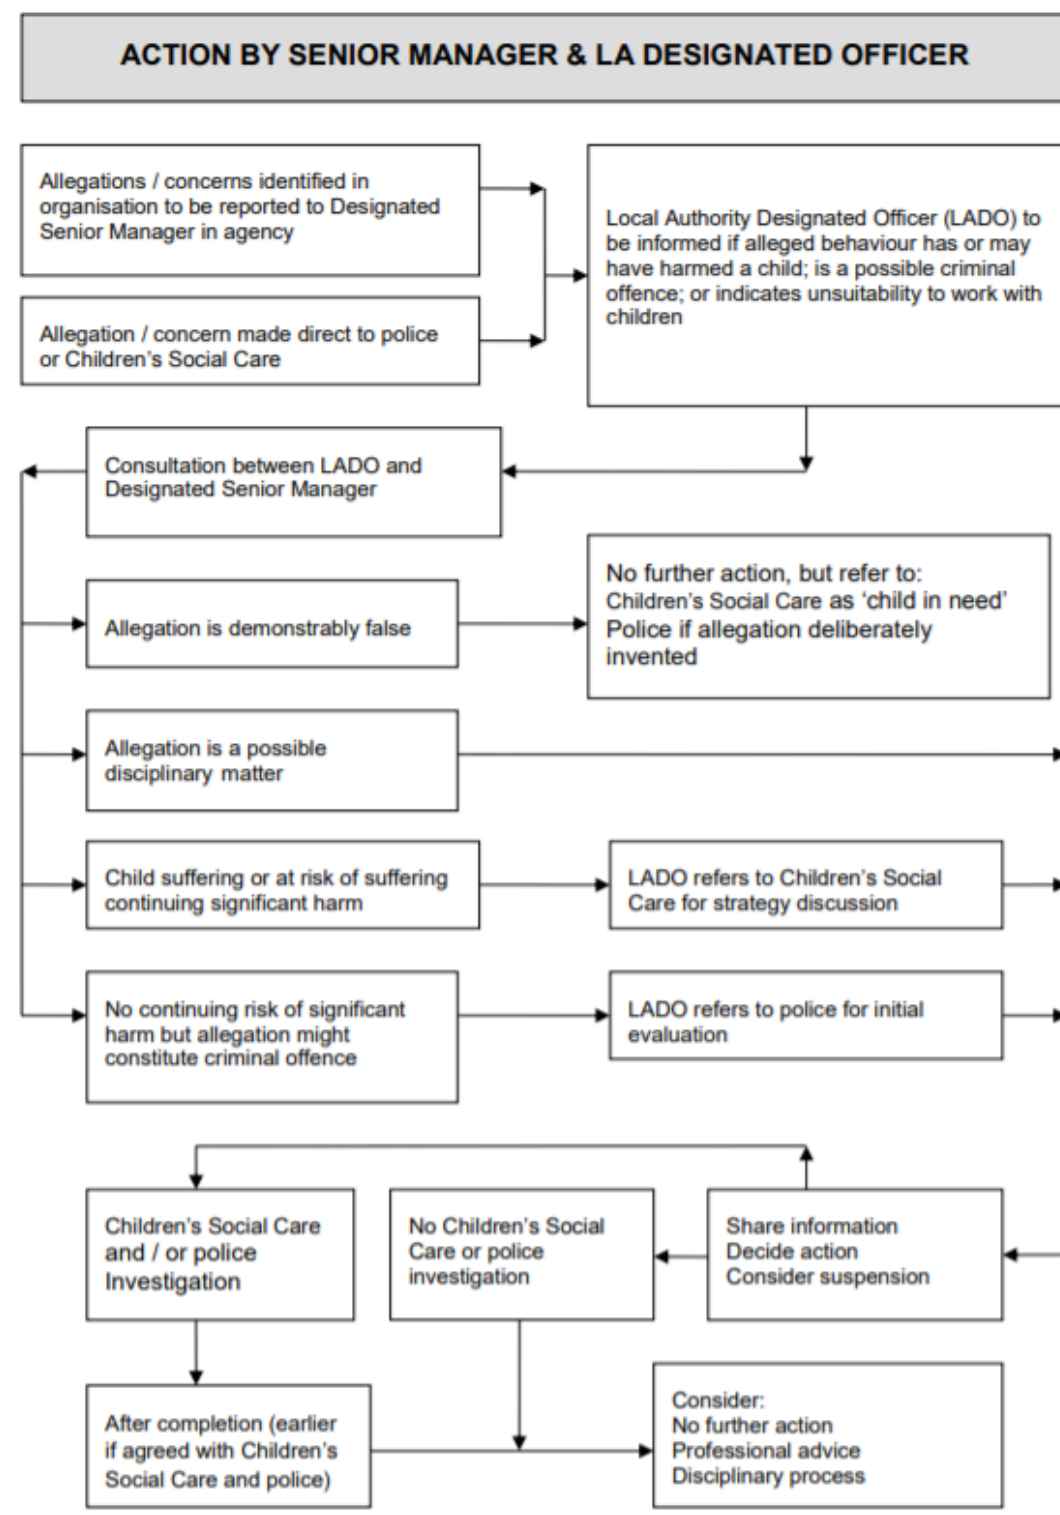 ACTION BY SENIOR MANAGER & LA DESIGNATED OFFICER
Allegations / concerns identified in
organisation to be reported to Designated
Senior Manager in agency
Local Authority Designated Officer (LADO) to
be informed if alleged behaviour has or may
have harmed a child; is a possible criminal
offence; or indicates unsuitability to work with
children
Allegation / concern made direct to police
or Children's Social Care
Consultation between LADO and
Designated Senior Manager
No further action, but refer to:
Children's Social Care as 'child in need'
Police if allegation deliberately
invented
Allegation is demonstrably false
Allegation is a possible
disciplinary matter
Child suffering or at risk of suffering
continuing significant harm
LADO refers to Children's Social
Care for strategy discussion
No continuing risk of significant
harm but allegation might
constitute criminal offence
LADO refers to police for initial
evaluation
Children's Social Care
and / or police
Investigation
No Children's Social
Care or police
investigation
Share information
Decide action
Consider suspension
After completion (earlier
if agreed with Children's
Social Care and police)
Consider:
No further action
Professional advice
Disciplinary process